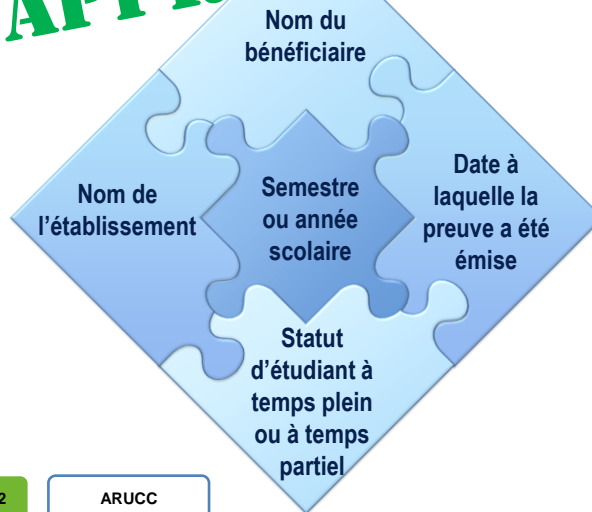 Nom du
bénéficiaire
Nom de
l'établissement
Semestre
ou année
scolaire
Date à
laquelle la
preuve a été
émise
Statut
d'étudiant à
temps plein
ou à temps
partiel
2
ARUCC